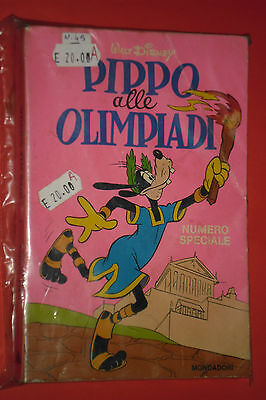 N. 45
E 20.00 A
Walt Disney
PIPPO
alle
OLIMPIADI
E 20.00 A
NUMERO
SPECIALE
MONDADORI